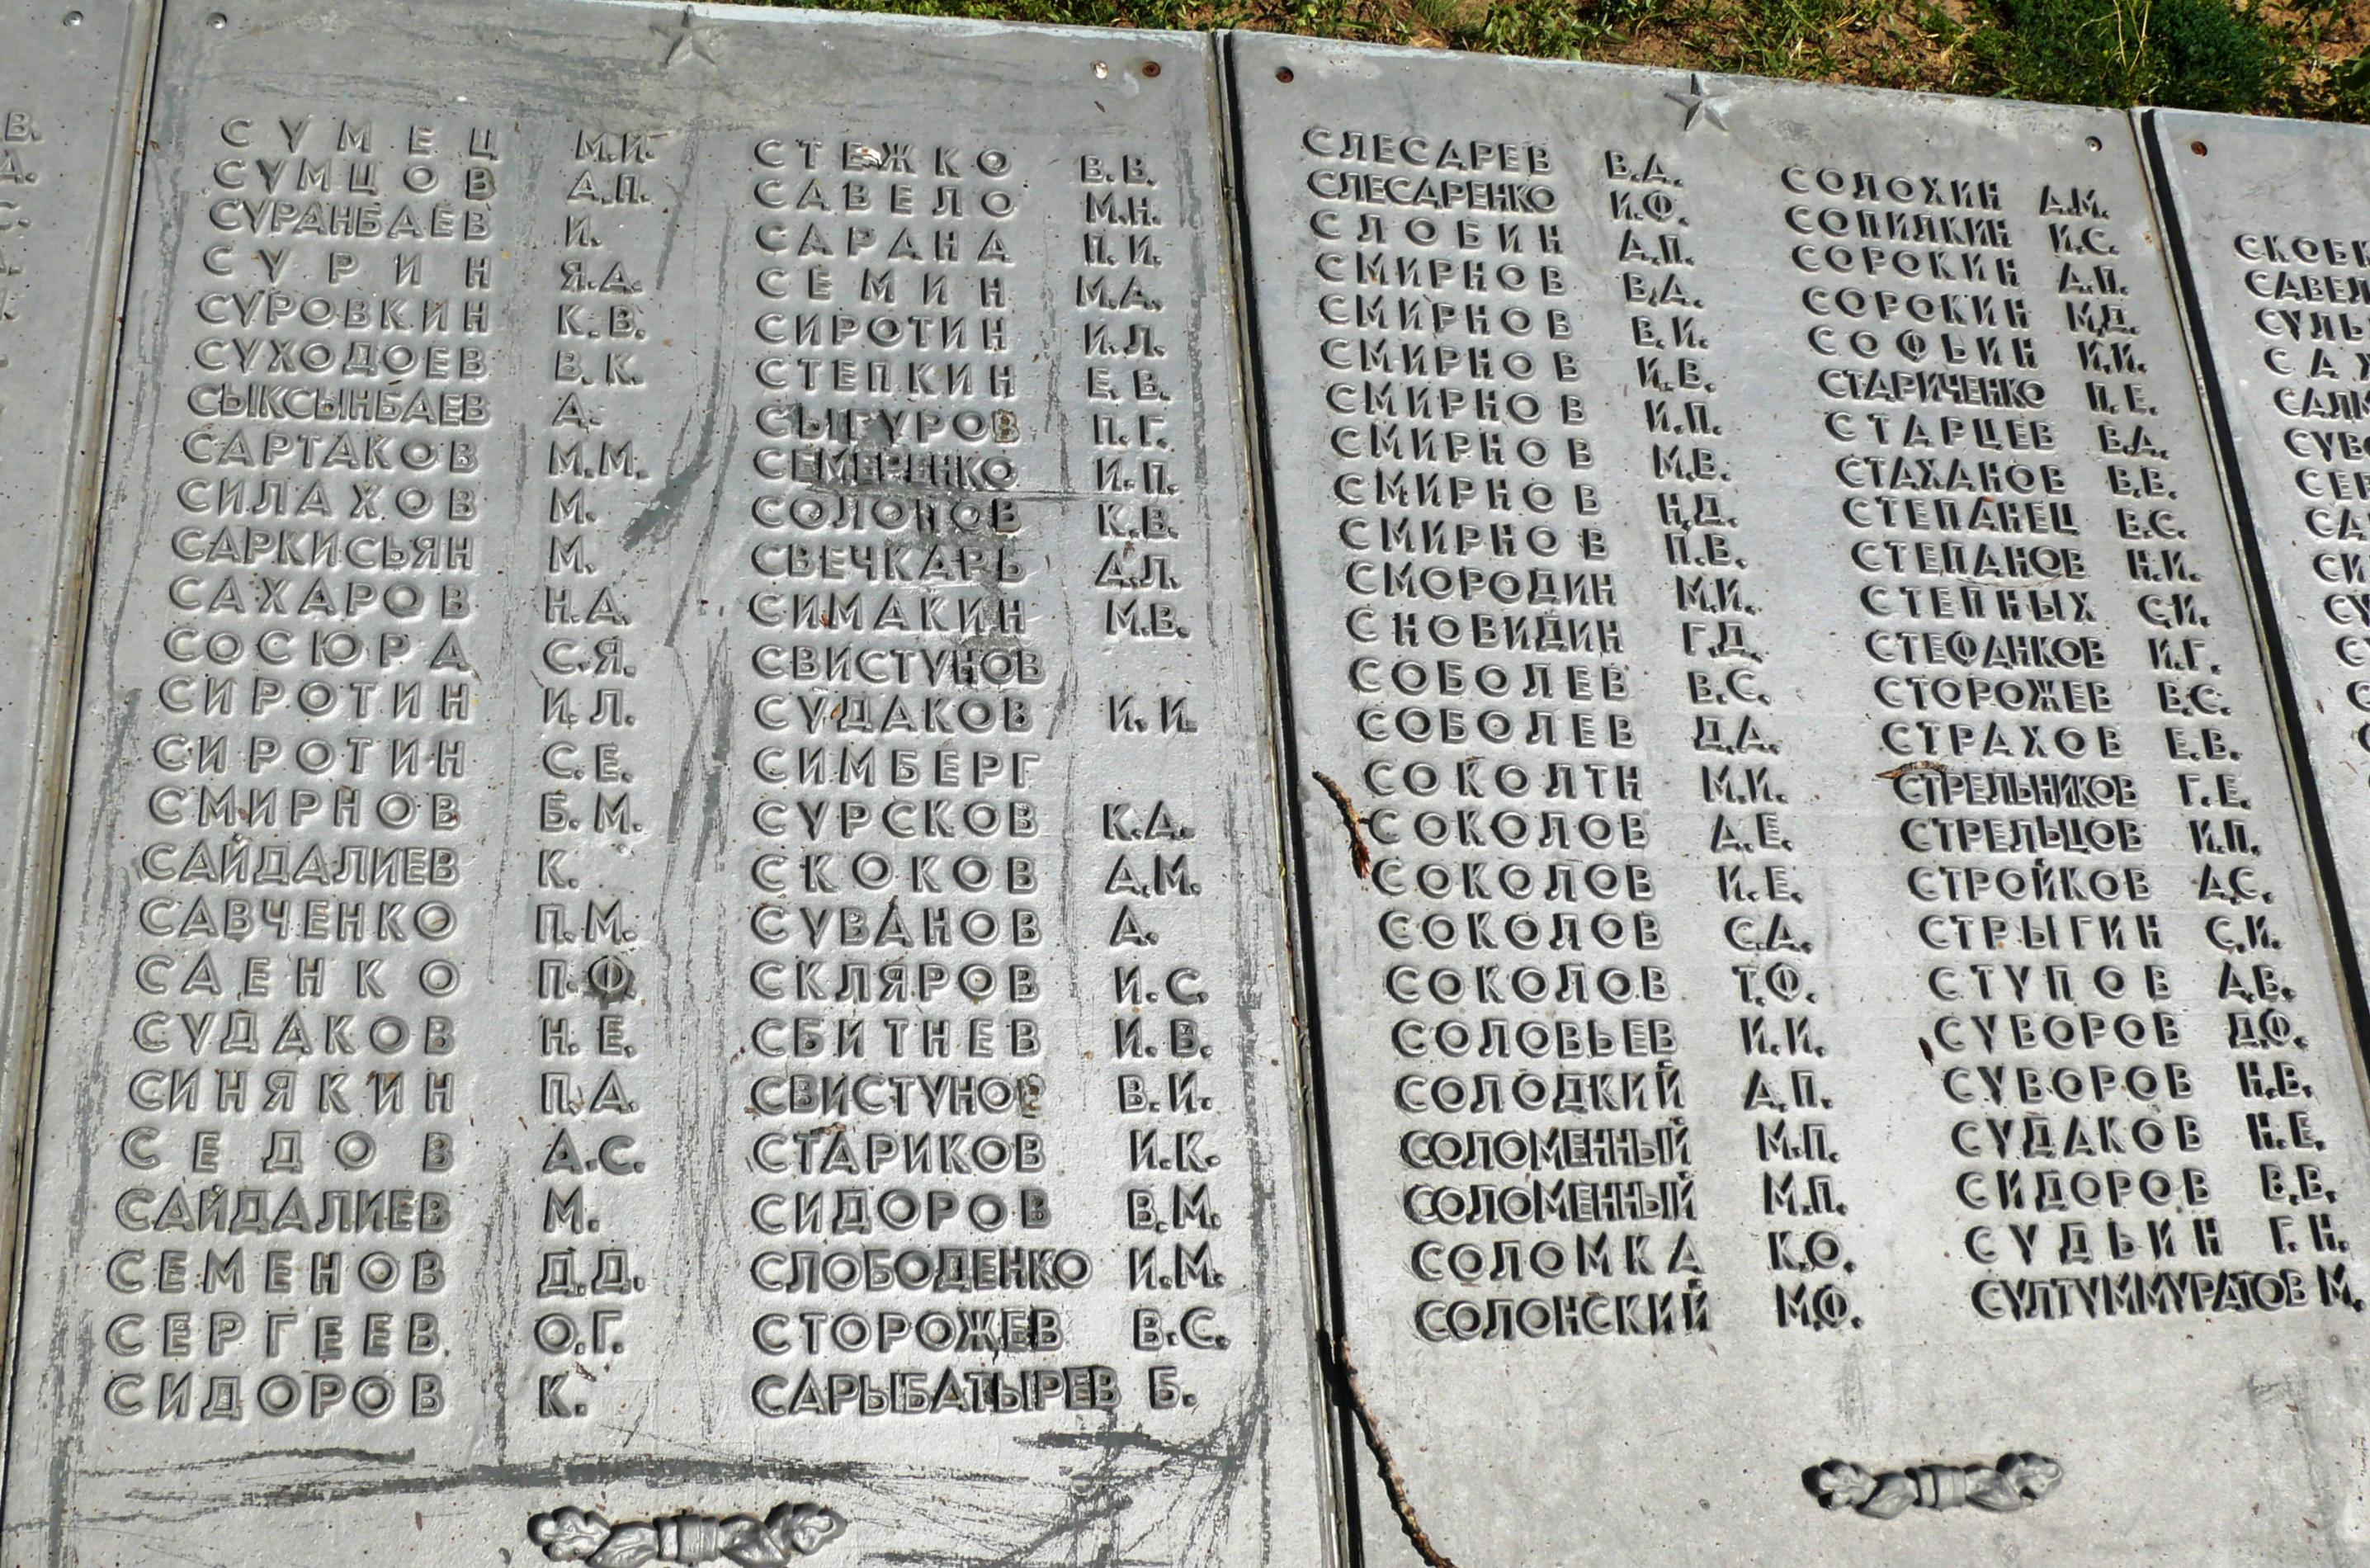 СУМЕЦ М.И.
СУМЦОВ А.П.
СУРАНБАЕВ И.
СУРИН Я.А.
СУРОВКИН К.В.
СУХОДОЕВ В.К.
СЫКСЫНБАЕВ А.
САРТАКОВ М.М.
СИЛАХОВ М.
САРКИСЬЯН М.
САХАРОВ Н.А.
СОСЮРА С.Я.
СИРОТИН И.Л.
СИРОТИН С.Е.
СМИРНОВ Б.М.
САЙДАЛИЕВ К.
САВЧЕНКО П.М.
САЕНКО П.Ф.
СУДАКОВ Н.Е.
СИНЯКИН П.А.
СЕДОВ А.С.
САЙДАЛИЕВ М.
СЕМЕНОВ Д.Д.
СЕРГЕЕВ О.Г.
СИДОРОВ К.
СТЕЖКО В.В.
САВЕЛО М.Н.
САРАНА П.И.
СЕМИН М.А.
СИРОТИН И.Л.
СТЕПКИН Е.В.
СЫГУРОВ П.Г.
СЕМЕРЕНКО И.П.
СОЛОПОВ К.В.
СВЕЧКАРЬ А.Л.
СИМАКИН М.В.
СВИСТУНОВ
СУДАКОВ И.И.
СИМБЕРГ
СУРСКОВ К.А.
СКОКОВ А.М.
СУВАНОВ А.
СКЛЯРОВ И.С.
СБИТНЕВ И.В.
СВИСТУНОВ В.И.
СТАРИКОВ И.К.
СИДОРОВ В.М.
СЛОБОДЕНКО И.М.
СТОРОЖЕВ В.С.
САРЫБАТЫРЕВ Б.
СЛЕСАРЕВ В.А.
СЛЕСАРЕНКО И.Ф.
СЛОБИН А.П.
СМИРНОВ В.А.
СМИРНОВ В.И.
СМИРНОВ И.В.
СМИРНОВ И.П.
СМИРНОВ М.В.
СМИРНОВ Н.Д.
СМИРНОВ П.В.
СМОРОДИН М.И.
СНОВИДИН Г.Д.
СОБОЛЕВ В.С.
СОБОЛЕВ Д.А.
СОКОЛТН М.И.
СОКОЛОВ А.Е.
СОКОЛОВ И.Е.
СОКОЛОВ С.А.
СОКОЛОВ Т.Ф.
СОЛОВЬЕВ И.И.
СОЛОДКИЙ А.П.
СОЛОМЕННЫЙ М.П.
СОЛОМЕННЫЙ М.П.
СОЛОМКА К.О.
СОЛОНСКИЙ М.Ф.
СОЛОХИН А.М.
СОПИЛКИН И.С.
СОРОКИН А.П.
СОРОКИН М.Д.
СОФЬИН И.И.
СТАРИЧЕНКО П.Е.
СТАРЦЕВ В.А.
СТАХАНОВ В.В.
СТЕПАНЕЦ В.С.
СТЕПАНОВ Н.И.
СТЕПНЫХ С.И.
СТЕФАНКОВ И.Г.
СТОРОЖЕВ В.С.
СТРАХОВ Е.В.
СТРЕЛЬНИКОВ Г.Е.
СТРЕЛЬЦОВ И.П.
СТРОЙКОВ А.С.
СТРЫГИН С.И.
СТУПОВ А.В.
СУВОРОВ Д.Ф.
СУВОРОВ Н.В.
СУДАКОВ Н.Е.
СИДОРОВ В.В.
СУДЬИН Г.Н.
СУЛТУММУРАТОВ М.